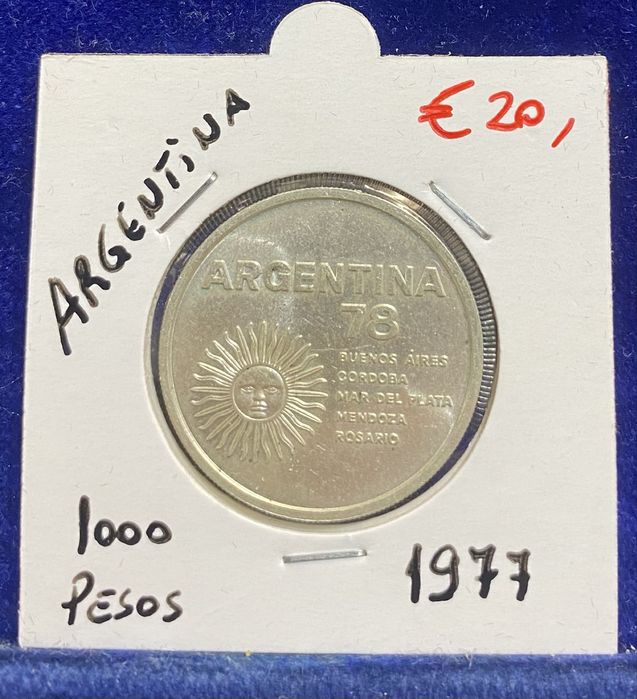 ARGENTINA
€ 20,
ARGENTINA
78
BUENOS AIRES
CORDOBA
MAR DEL PLATA
MENDOZA
ROSARIO
1000
PESOS
1977